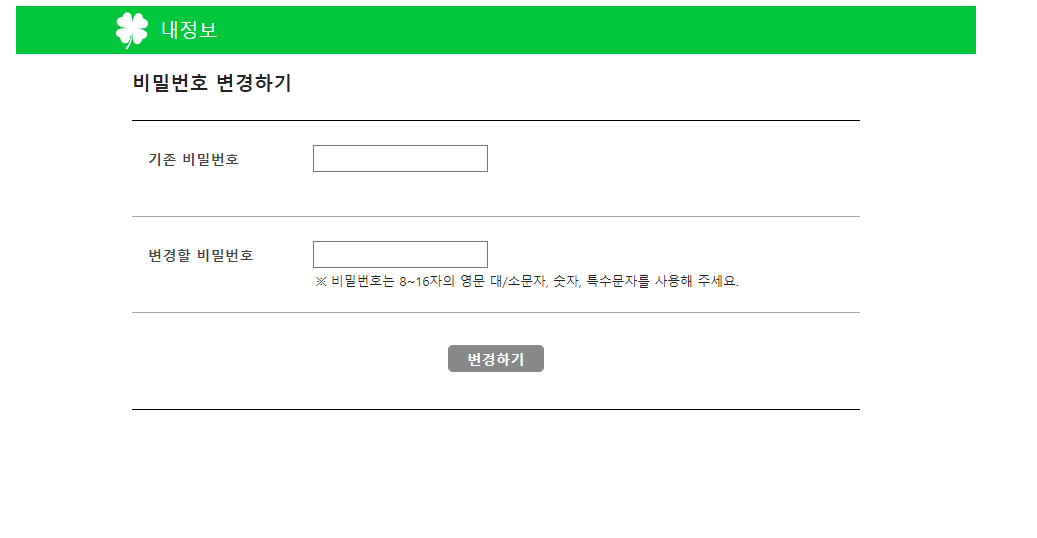 내정보
비밀번호 변경하기
기존 비밀번호
변경할 비밀번호
※ 비밀번호는 8~16자의 영문 대/소문자, 숫자, 특수문자를 사용해 주세요.
변경하기